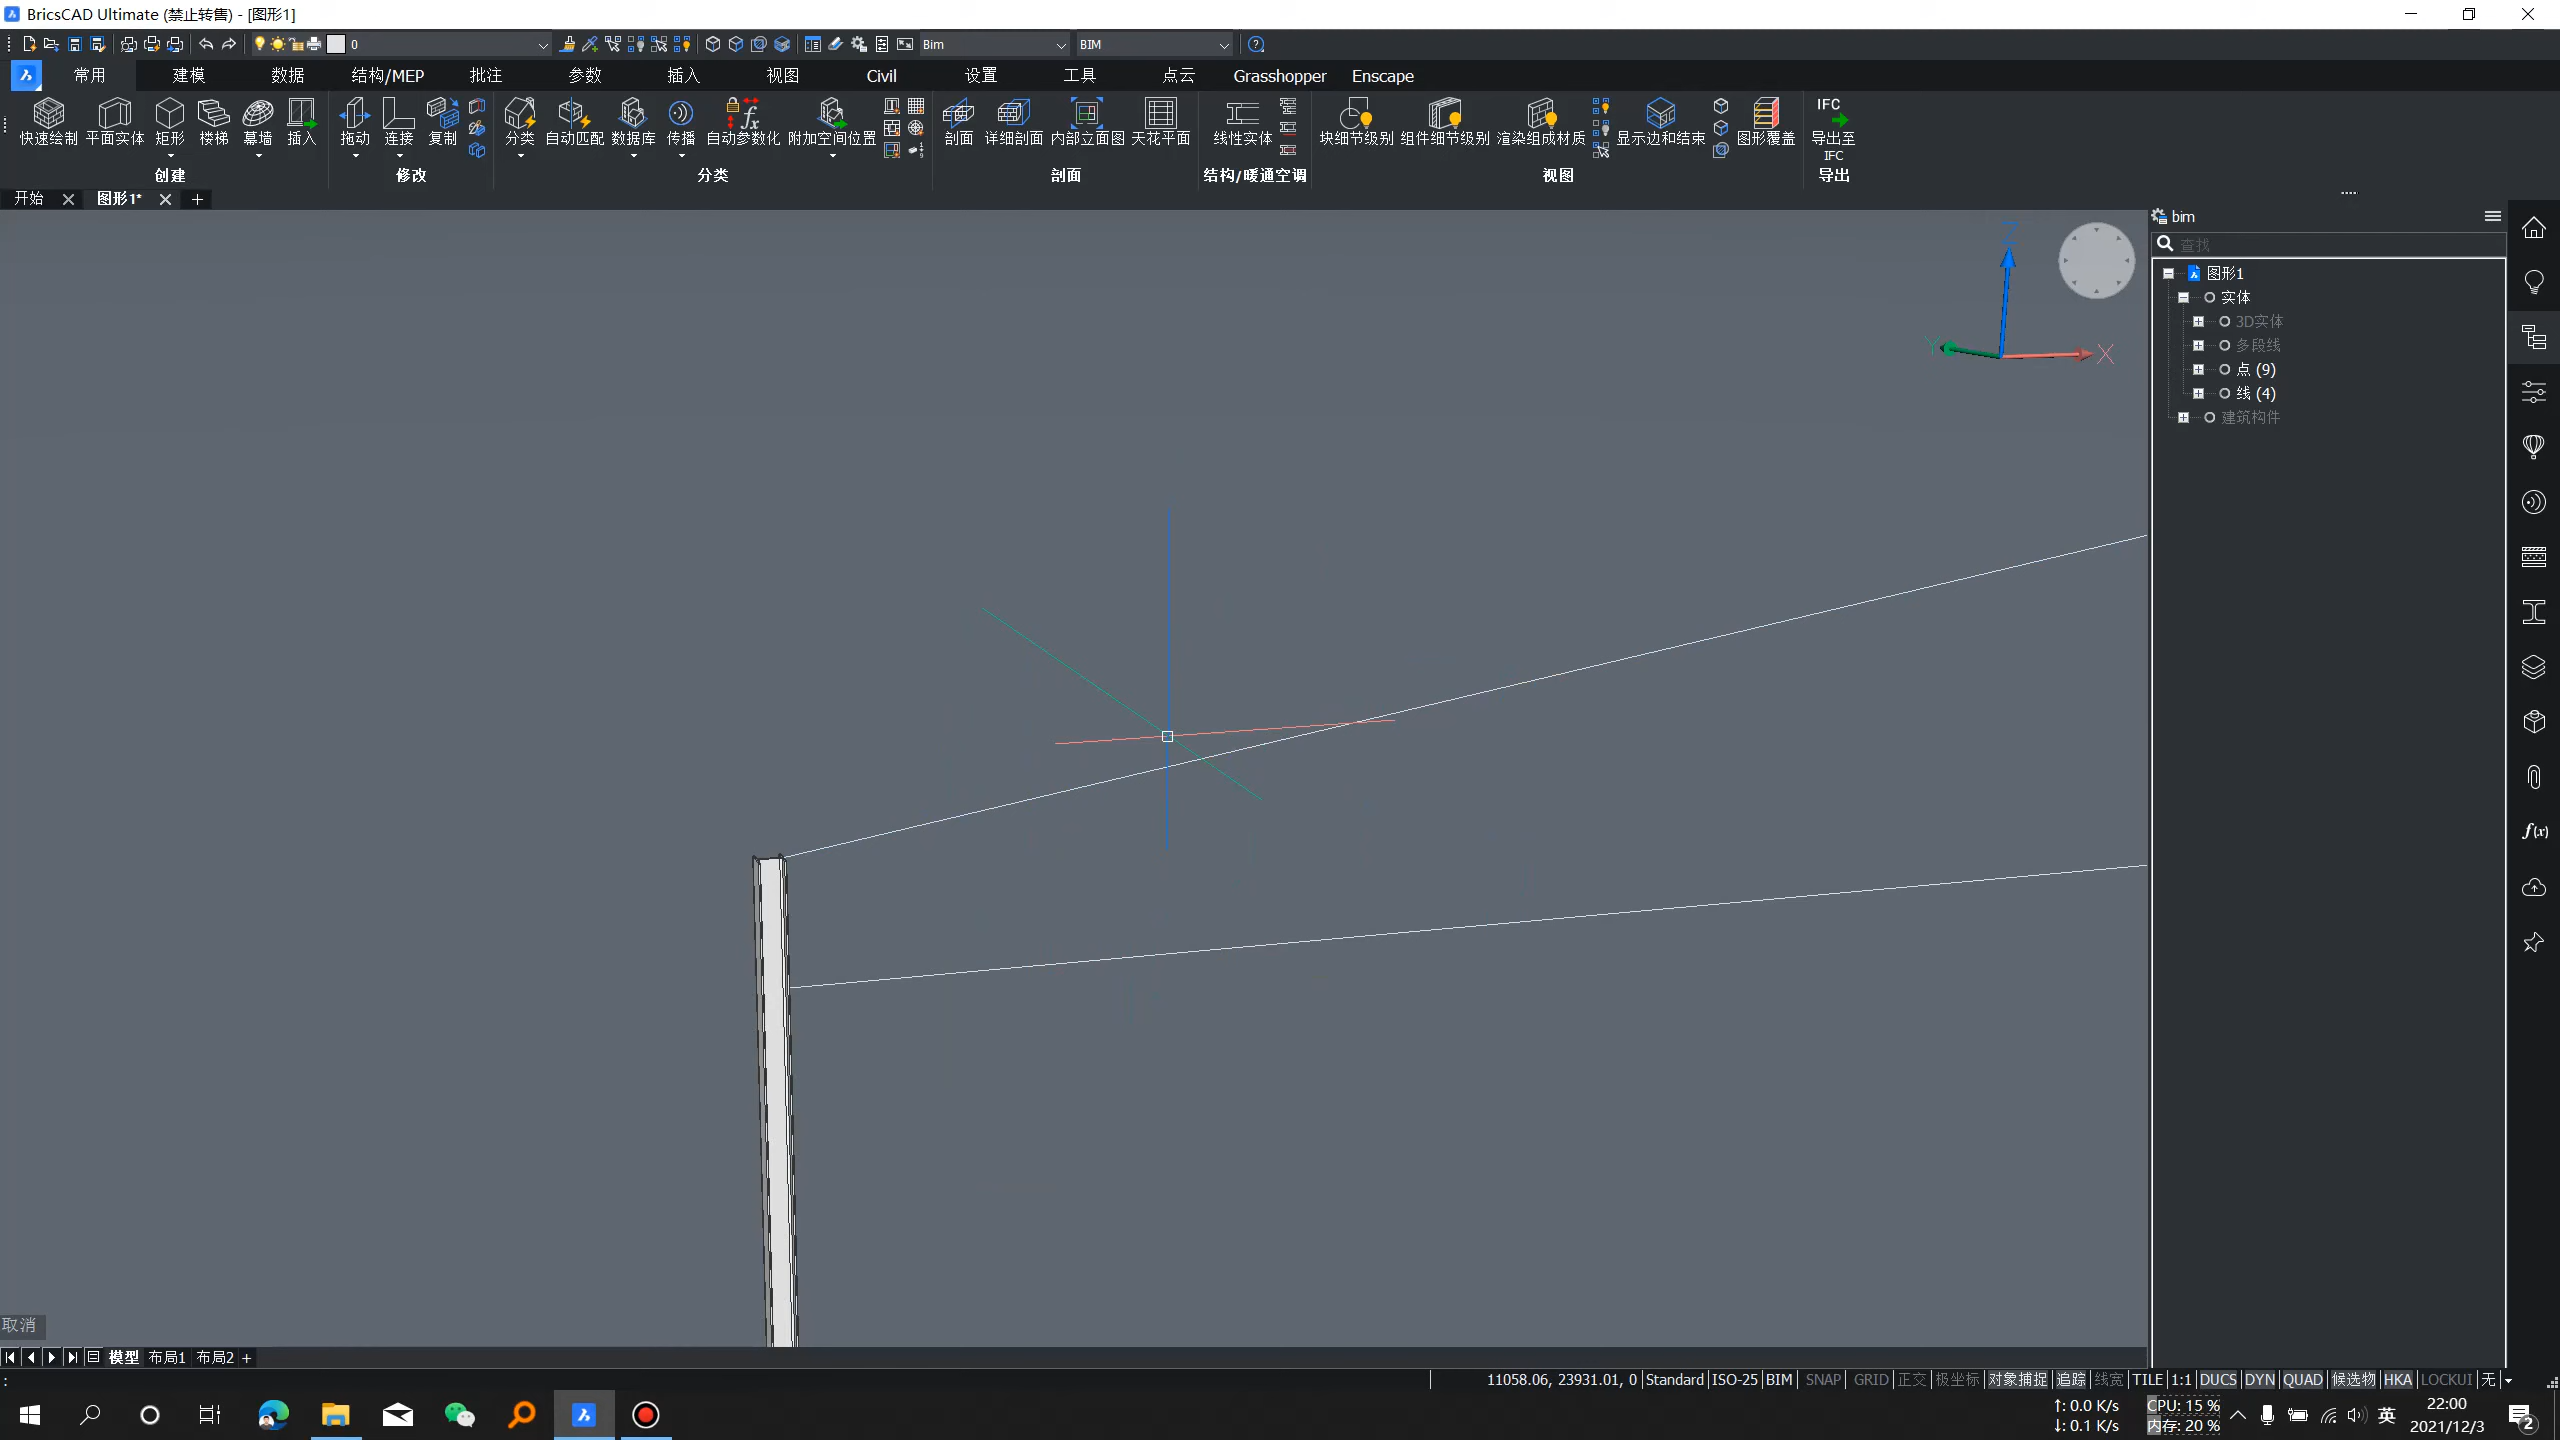 BricsCAD Ultimate (禁止转售) - [图形1]
0
Bim
BIM
常用 建模 数据 结构/MEP 批注 参数 插入 视图 Civil 设置 工具 点云 Grasshopper Enscape
快速绘制 平面实体 矩形 楼梯 幕墙 插入 拖动 连接 复制 分类 自动匹配 数据库 传播 自动参数化 附加空间位置 剖面 详细剖面 内部立面图 天花平面 线性实体 块细节级别 组件细节级别 渲染组成材质 显示边和结束 图形覆盖 IFC 导出至 IFC
创建 修改 分类 剖面 结构/暖通空调 视图 导出
开始 图形1* +
bim
查找
图形1
实体
3D实体
多段线
点 (9)
线 (4)
建筑构件
Z
Y
X
f(x)
取消
模型 布局1 布局2 +
:
11058.06, 23931.01, 0 Standard ISO-25 BIM SNAP GRID 正交 极坐标 对象捕捉 追踪 线宽 TILE 1:1 DUCS DYN QUAD 候选物 HKA LOCKUI 无
↑: 0.0 K/s
↓: 0.1 K/s
CPU: 15 %
内存: 20 %
英
22:00
2021/12/3
2